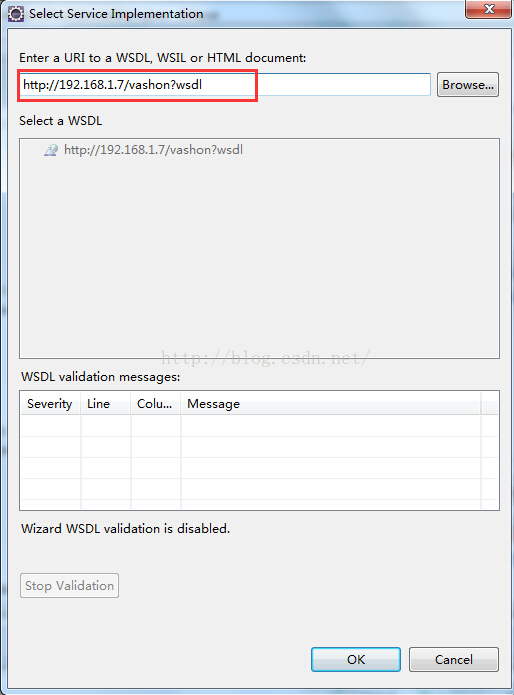 Select Service Implementation
Enter a URI to a WSDL, WSIL or HTML document:
http://192.168.1.7/vashon?wsdl
Browse...
Select a WSDL
http://192.168.1.7/vashon?wsdl
http://blog.csdn.net/
WSDL validation messages:
Severity Line Colu... Message
Wizard WSDL validation is disabled.
Stop Validation
OK Cancel